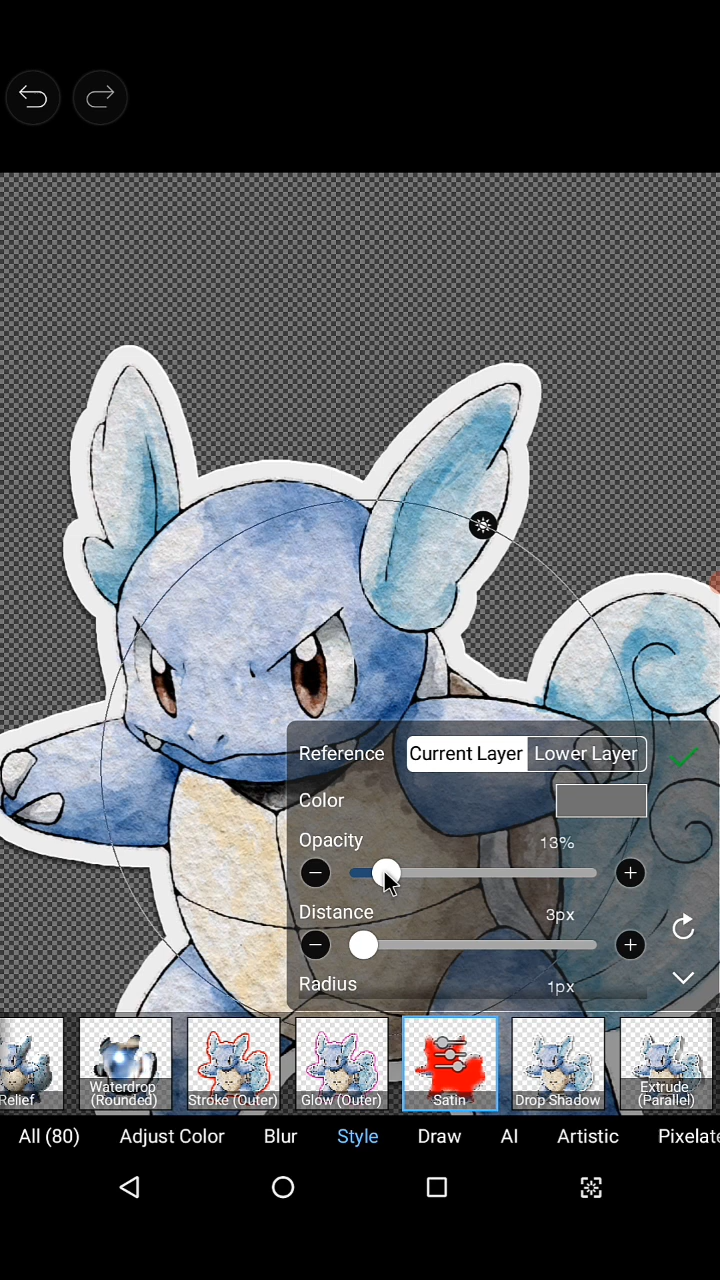 Reference
Current Layer
Lower Layer
Color
Opacity
13%
Distance
3px
Radius
1px
Relief
Waterdrop
(Rounded)
Stroke (Outer)
Glow (Outer)
Satin
Drop Shadow
Extrude
(Parallel)
All (80)
Adjust Color
Blur
Style
Draw
AI
Artistic
Pixelate